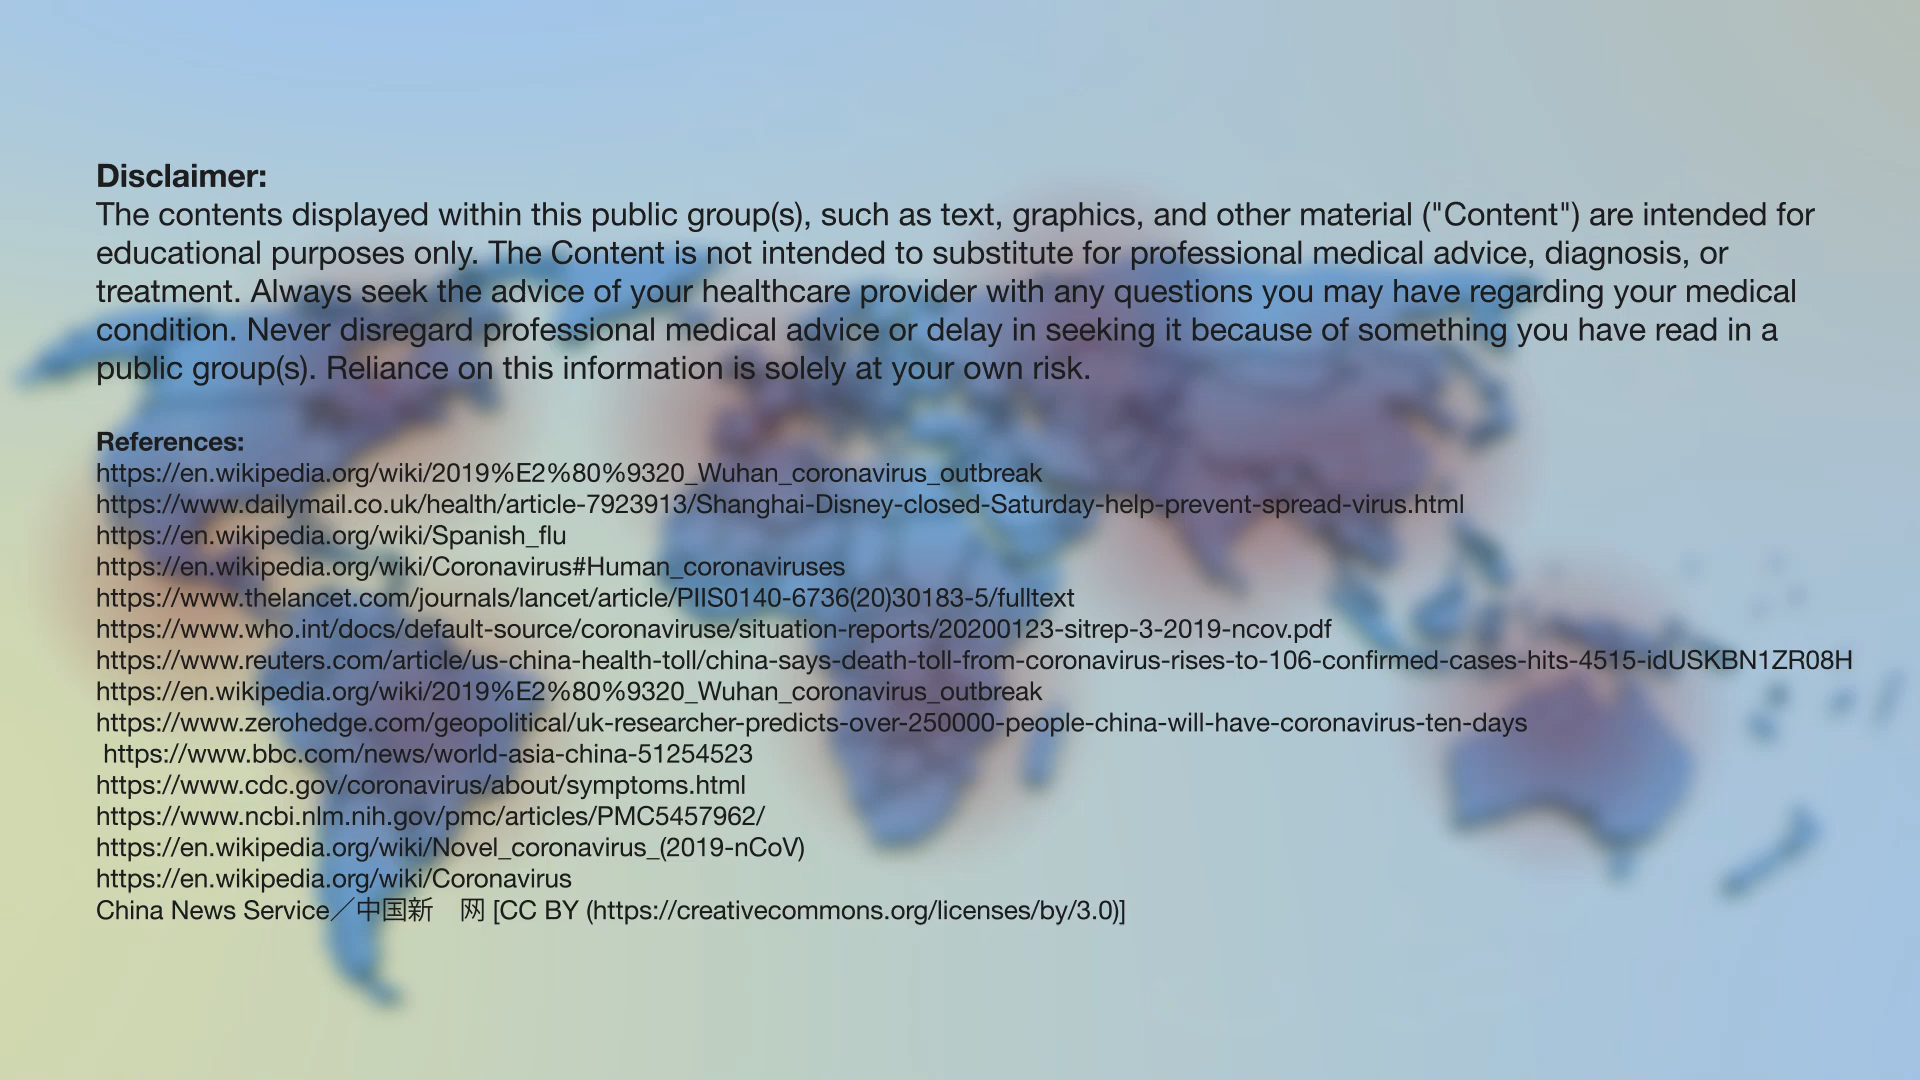 Disclaimer:
The contents displayed within this public group(s), such as text, graphics, and other material ("Content") are intended for
educational purposes only. The Content is not intended to substitute for professional medical advice, diagnosis, or
treatment. Always seek the advice of your healthcare provider with any questions you may have regarding your medical
condition. Never disregard professional medical advice or delay in seeking it because of something you have read in a
public group(s). Reliance on this information is solely at your own risk.
References:
https://en.wikipedia.org/wiki/2019%E2%80%9320_Wuhan_coronavirus_outbreak
https://www.dailymail.co.uk/health/article-7923913/Shanghai-Disney-closed-Saturday-help-prevent-spread-virus.html
https://en.wikipedia.org/wiki/Spanish_flu
https://en.wikipedia.org/wiki/Coronavirus#Human_coronaviruses
https://www.thelancet.com/journals/lancet/article/PIIS0140-6736(20)30183-5/fulltext
https://www.who.int/docs/default-source/coronaviruse/situation-reports/20200123-sitrep-3-2019-ncov.pdf
https://www.reuters.com/article/us-china-health-toll/china-says-death-toll-from-coronavirus-rises-to-106-confirmed-cases-hits-4515-idUSKBN1ZR08H
https://en.wikipedia.org/wiki/2019%E2%80%9320_Wuhan_coronavirus_outbreak
https://www.zerohedge.com/geopolitical/uk-researcher-predicts-over-250000-people-china-will-have-coronavirus-ten-days
https://www.bbc.com/news/world-asia-china-51254523
https://www.cdc.gov/coronavirus/about/symptoms.html
https://www.ncbi.nlm.nih.gov/pmc/articles/PMC5457962/
https://en.wikipedia.org/wiki/Novel_coronavirus_(2019-nCoV)
https://en.wikipedia.org/wiki/Coronavirus
China News Service／中国新　网 [CC BY (https://creativecommons.org/licenses/by/3.0)]